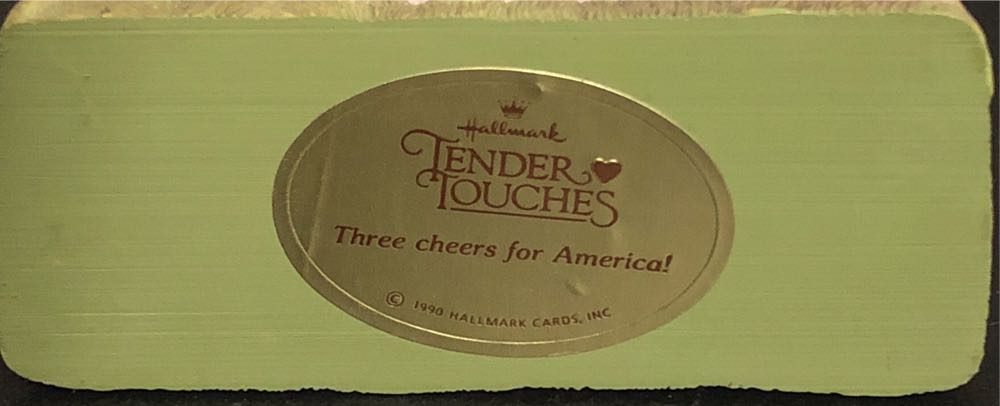 Hallmark
TENDER
TOUCHES
Three cheers for America!
© 1990 HALLMARK CARDS, INC